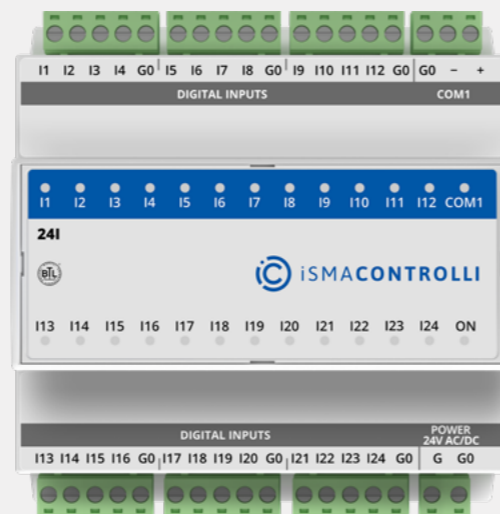 I1 I2 I3 I4 G0 I5 I6 I7 I8 G0 I9 I10 I11 I12 G0 G0 − +
DIGITAL INPUTS COM1
I1 I2 I3 I4 I5 I6 I7 I8 I9 I10 I11 I12 COM1
24I
BTL
iSMACONTROLLI
I13 I14 I15 I16 I17 I18 I19 I20 I21 I22 I23 I24 ON
DIGITAL INPUTS POWER
24V AC/DC
I13 I14 I15 I16 G0 I17 I18 I19 I20 G0 I21 I22 I23 I24 G0 G G0